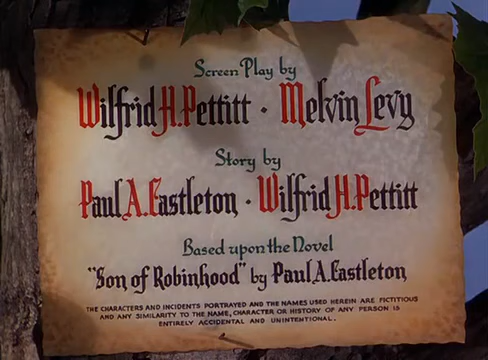 Screen Play by
Wilfrid H. Pettitt · Melvin Levy
Story by
Paul A. Castleton · Wilfrid H. Pettitt
Based upon the Novel
"Son of Robinhood" by Paul A. Castleton
THE CHARACTERS AND INCIDENTS PORTRAYED AND THE NAMES USED HEREIN ARE FICTITIOUS
AND ANY SIMILARITY TO THE NAME, CHARACTER OR HISTORY OF ANY PERSON IS
ENTIRELY ACCIDENTAL AND UNINTENTIONAL.